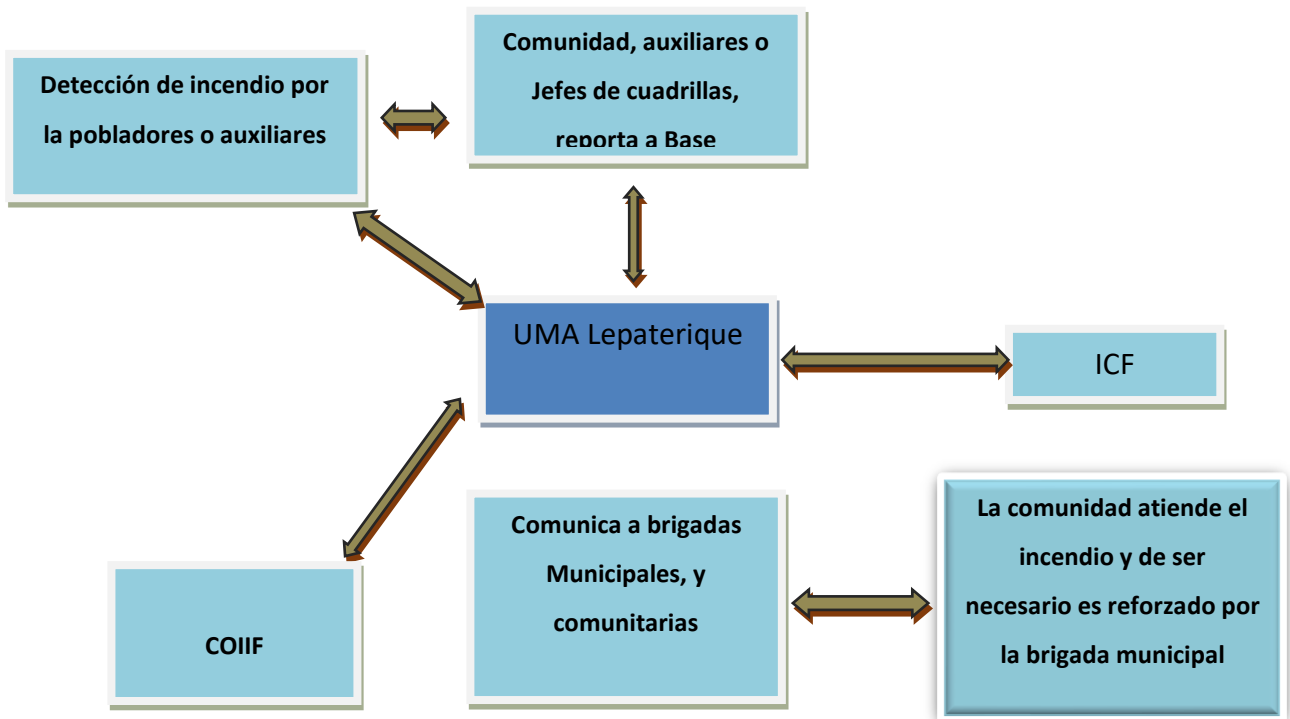 Detección de incendio por
la pobladores o auxiliares
Comunidad, auxiliares o
Jefes de cuadrillas,
reporta a Base
UMA Lepaterique
ICF
COIIF
Comunica a brigadas
Municipales, y
comunitarias
La comunidad atiende el
incendio y de ser
necesario es reforzado por
la brigada municipal